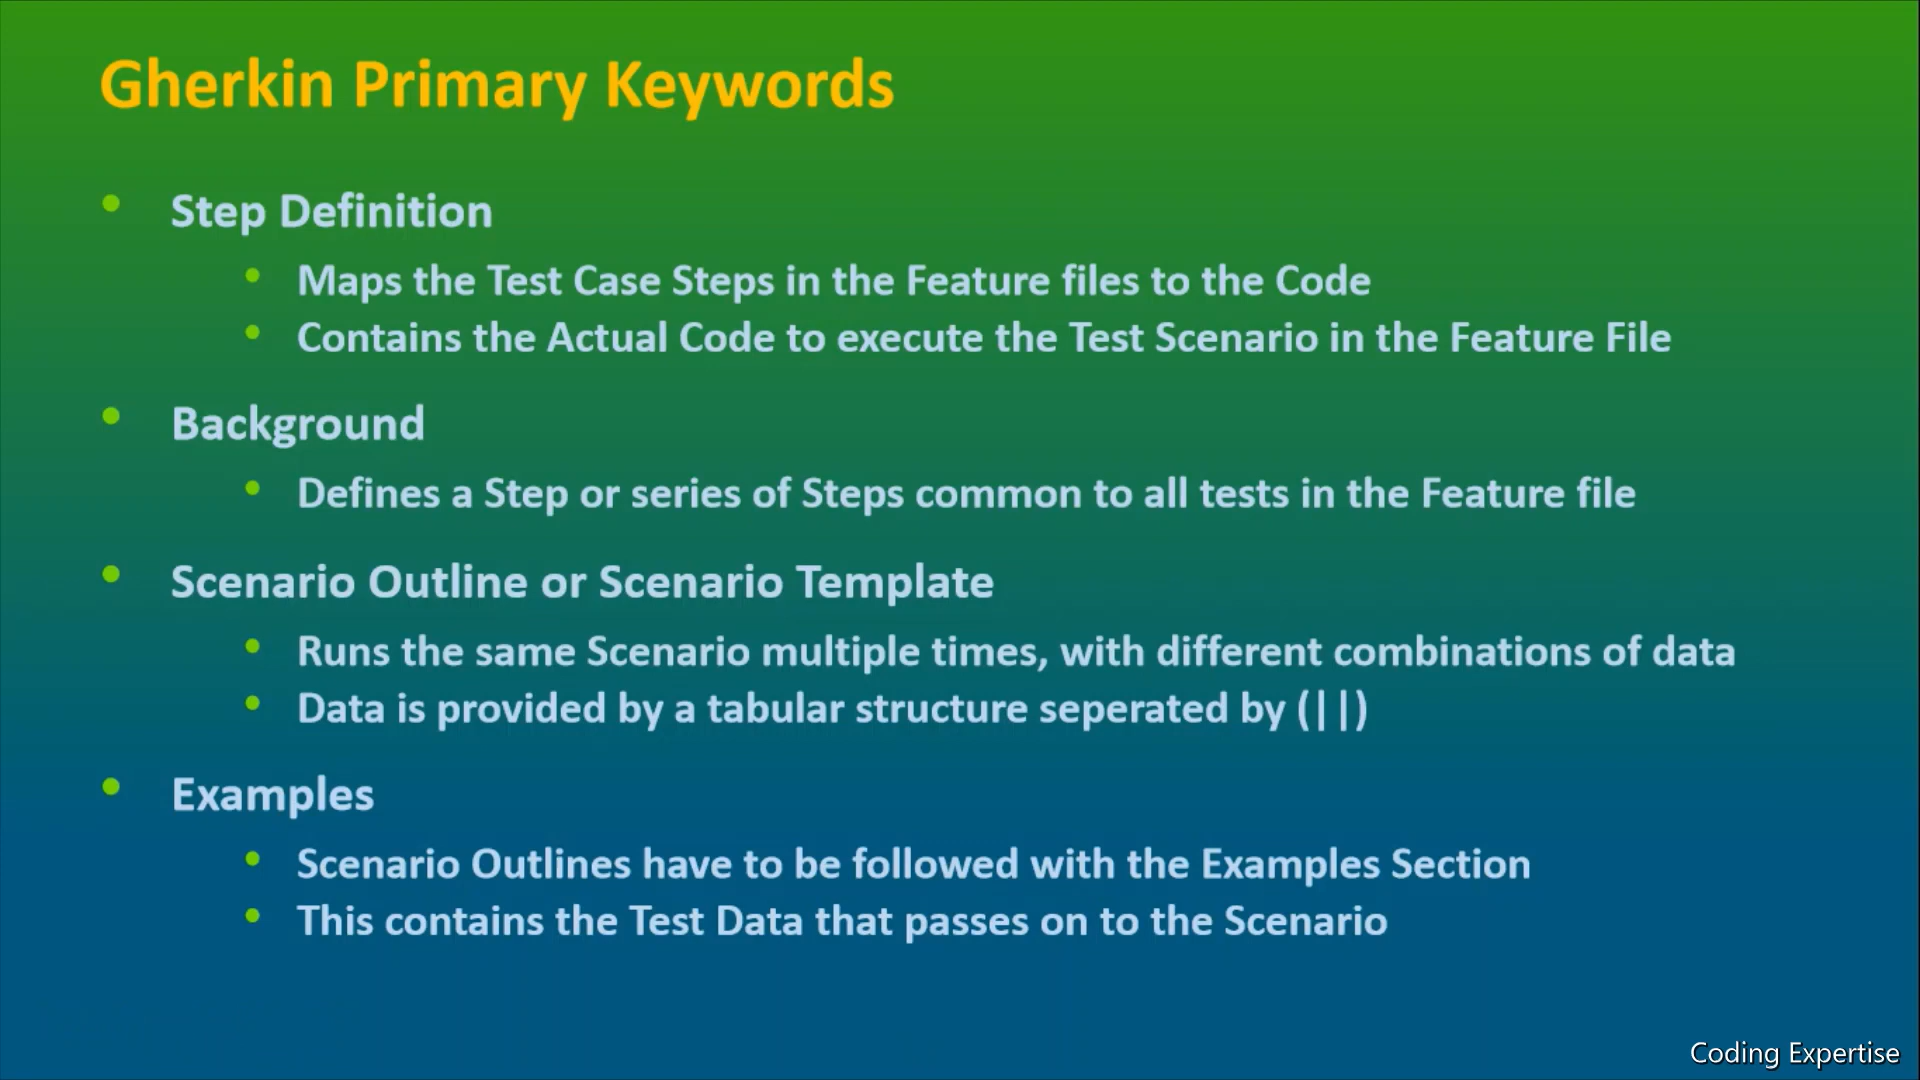 Gherkin Primary Keywords
• Step Definition
• Maps the Test Case Steps in the Feature files to the Code
• Contains the Actual Code to execute the Test Scenario in the Feature File
• Background
• Defines a Step or series of Steps common to all tests in the Feature file
• Scenario Outline or Scenario Template
• Runs the same Scenario multiple times, with different combinations of data
• Data is provided by a tabular structure seperated by (||)
• Examples
• Scenario Outlines have to be followed with the Examples Section
• This contains the Test Data that passes on to the Scenario
Coding Expertise